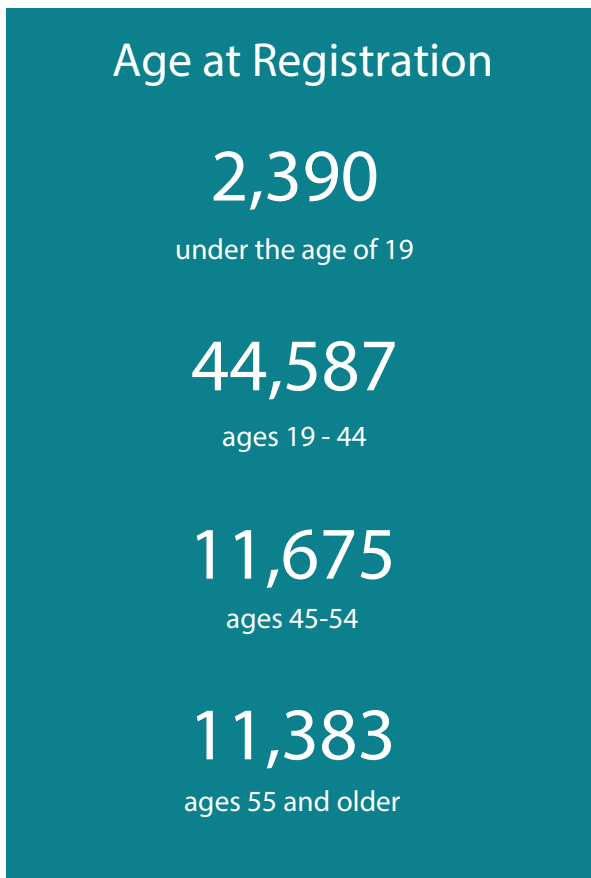 Age at Registration
2,390
under the age of 19
44,587
ages 19 - 44
11,675
ages 45-54
11,383
ages 55 and older